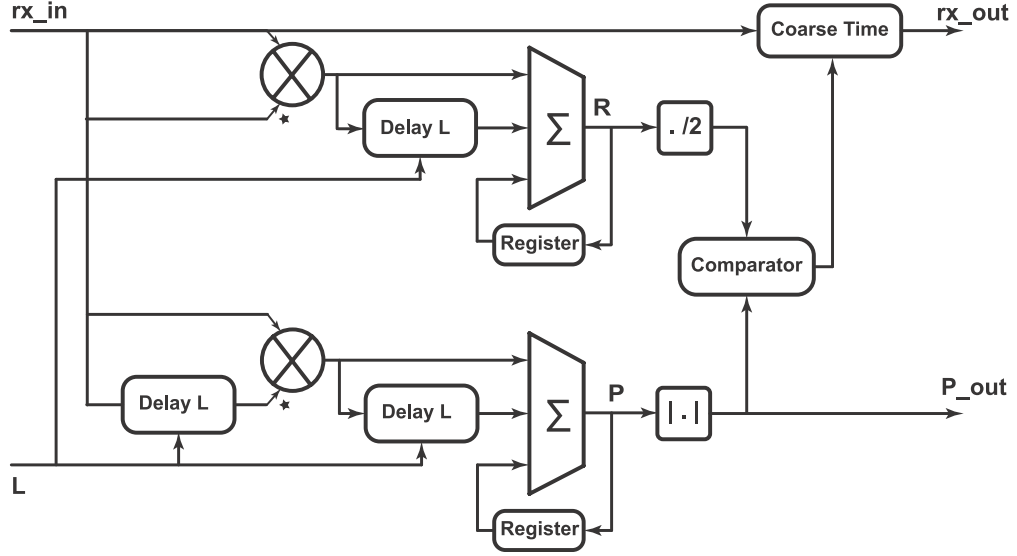 rx_in
rx_out
Coarse Time
Delay L
Σ
R
. /2
Register
Comparator
Delay L
Delay L
Σ
P
| . |
P_out
L
Register